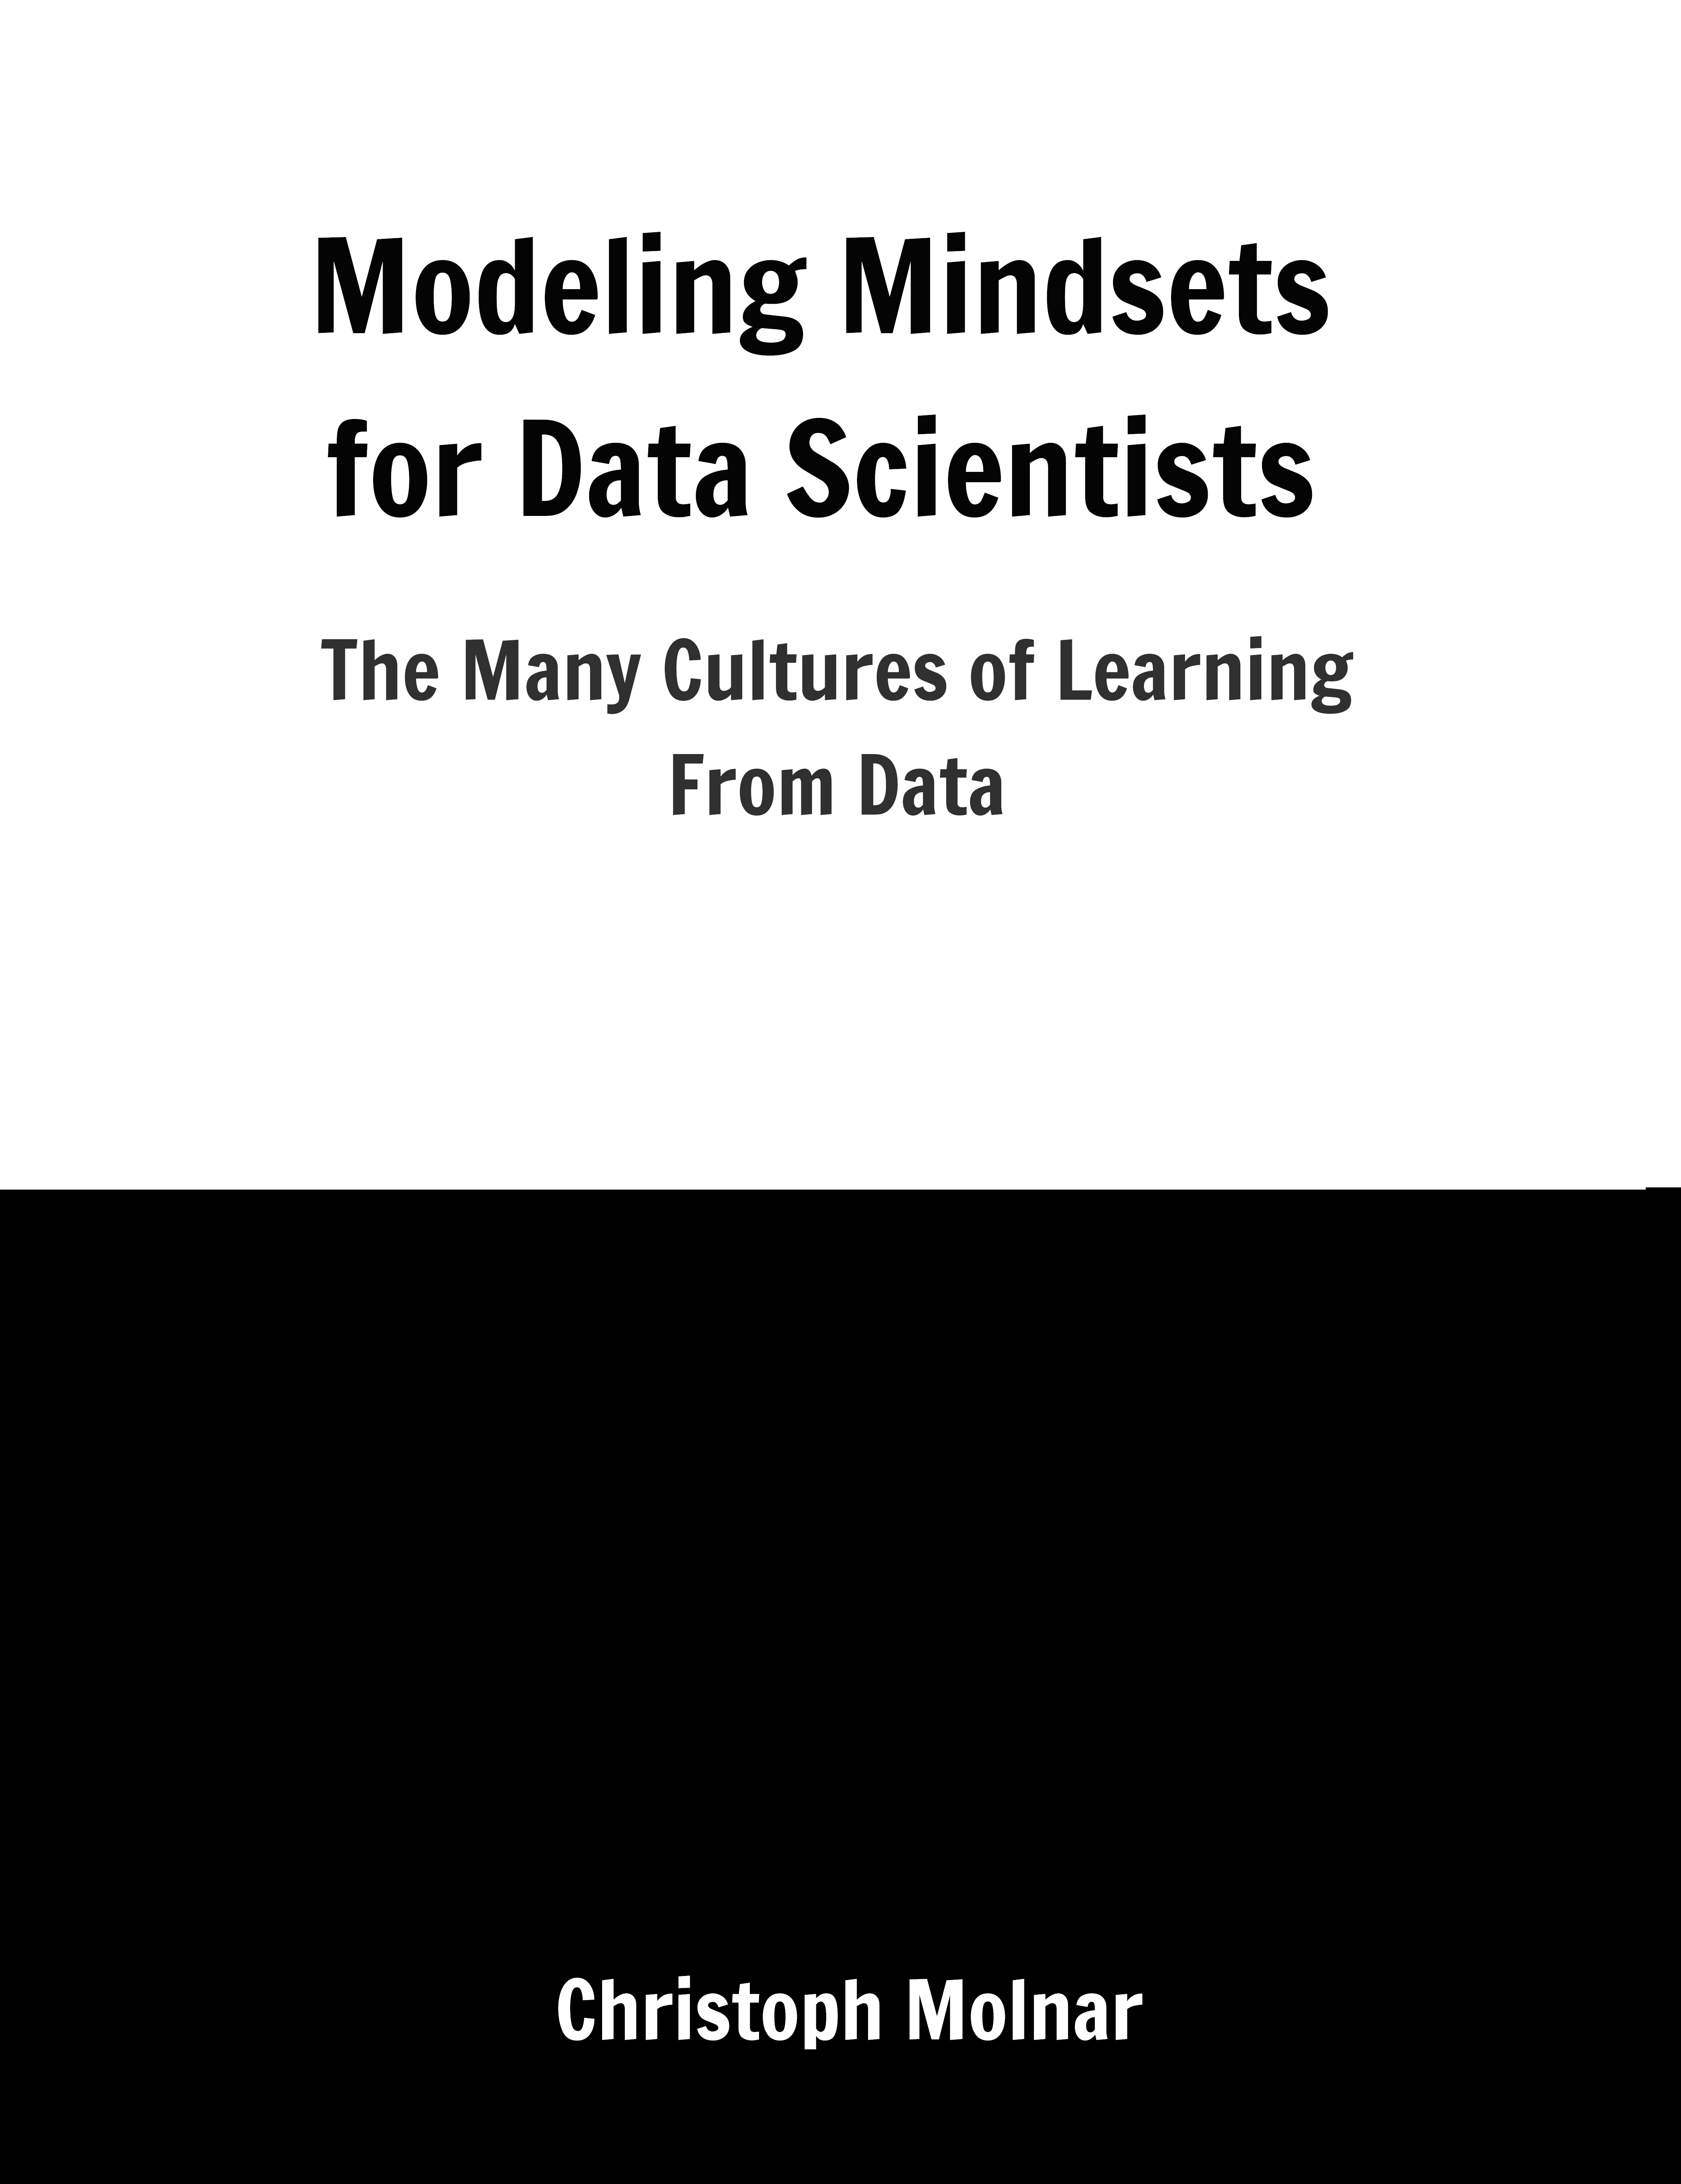 Modeling Mindsets
for Data Scientists
The Many Cultures of Learning
From Data
Christoph Molnar